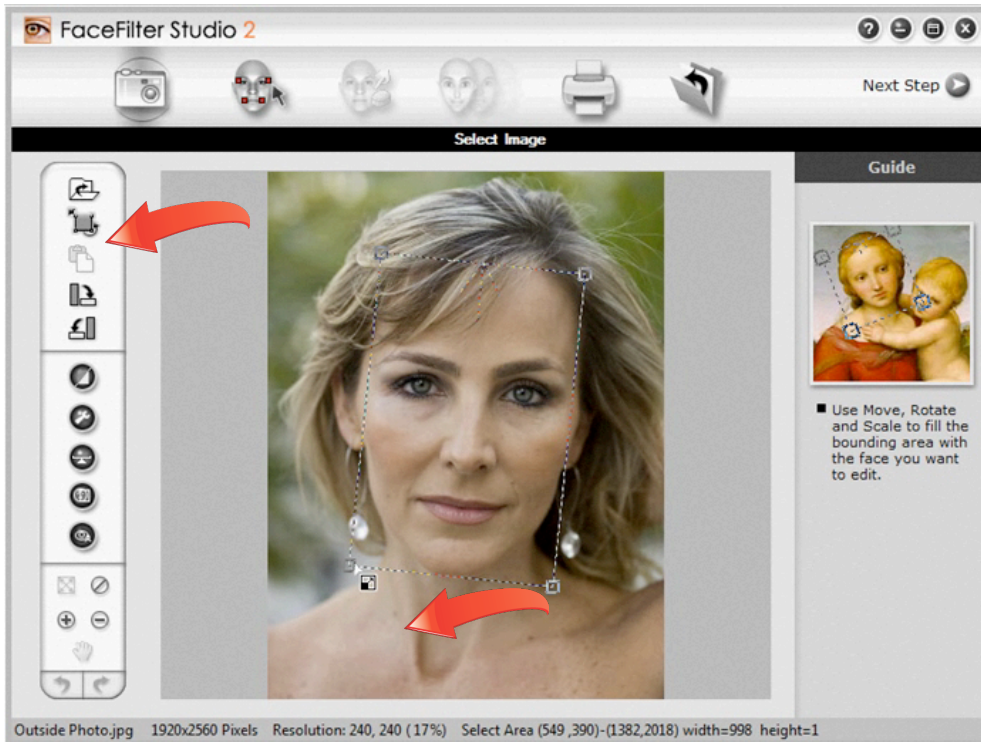 FaceFilter Studio 2
Next Step
Select Image
Guide
Use Move, Rotate
and Scale to fill the
bounding area with
the face you want
to edit.
Outside Photo.jpg 1920x2560 Pixels Resolution: 240, 240 ( 17%) Select Area (549 ,390)-(1382,2018) width=998 height=1